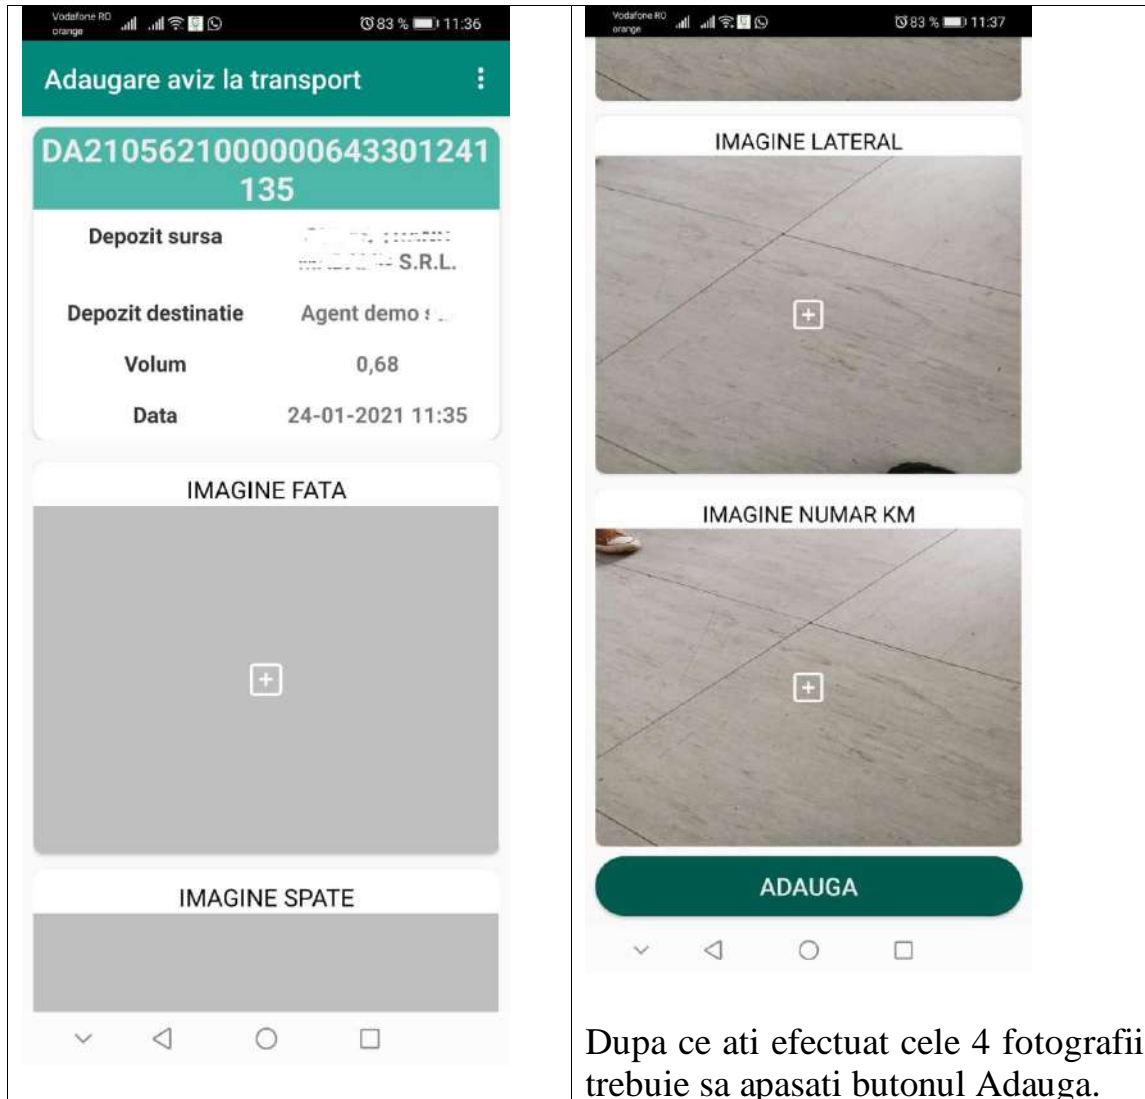 Vodafone RO
orange
83 % 11:36
Adaugare aviz la transport
DA2105621000000643301241
135
Depozit sursa
S.R.L.
Depozit destinatie Agent demo
Volum 0,68
Data 24-01-2021 11:35
IMAGINE FATA
IMAGINE SPATE
Vodafone RO
orange
83 % 11:37
IMAGINE LATERAL
IMAGINE NUMAR KM
ADAUGA
Dupa ce ati efectuat cele 4 fotografii
trebuie sa apasati butonul Adauga.